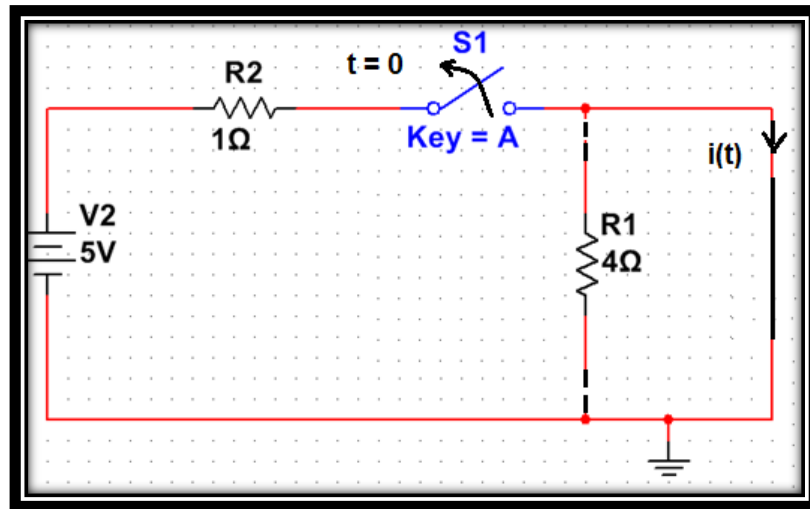 S1
t = 0
R2
1Ω
Key = A
i(t)
V2
5V
R1
4Ω